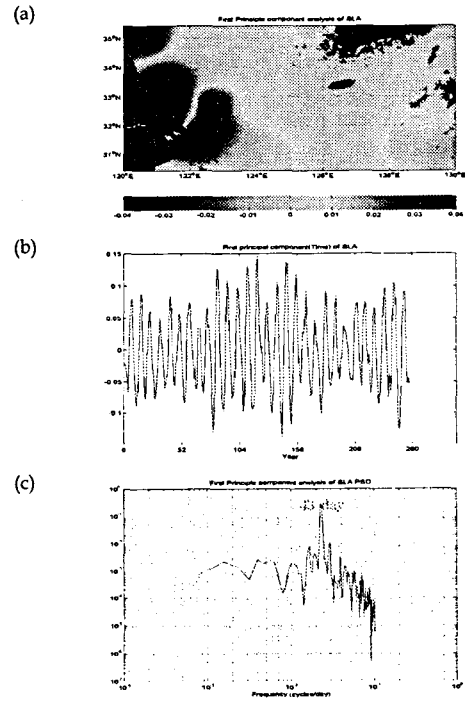 (a)
First Principle component analysis of SLA
35°N
34°N
33°N
32°N
31°N
120°E 122°E 124°E 126°E 128°E 130°E
-0.04 -0.03 -0.02 -0.01 0 0.01 0.02 0.03 0.04
(b)
First principal component(Time) of SLA
0.15
0.1
0.05
0
-0.05
0.1
0 52 104 156 208 260
Year
(c)
First Principle component analysis of SLA PSD
day
Frequency (cycles/day)